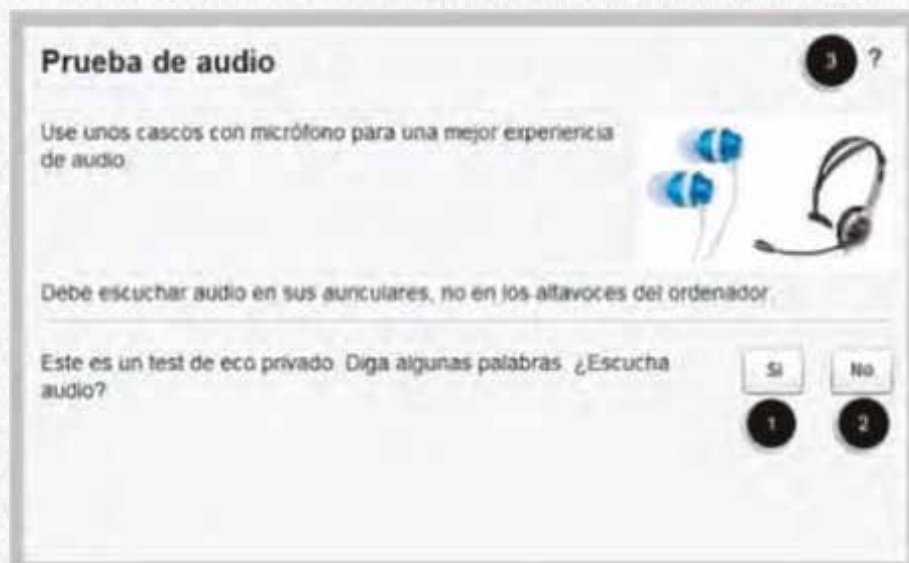 Prueba de audio
3 ?
Use unos cascos con micrófono para una mejor experiencia
de audio.
Debe escuchar audio en sus auriculares, no en los altavoces del ordenador.
Este es un test de eco privado. Diga algunas palabras. ¿Escucha
audio?
Si No
1 2